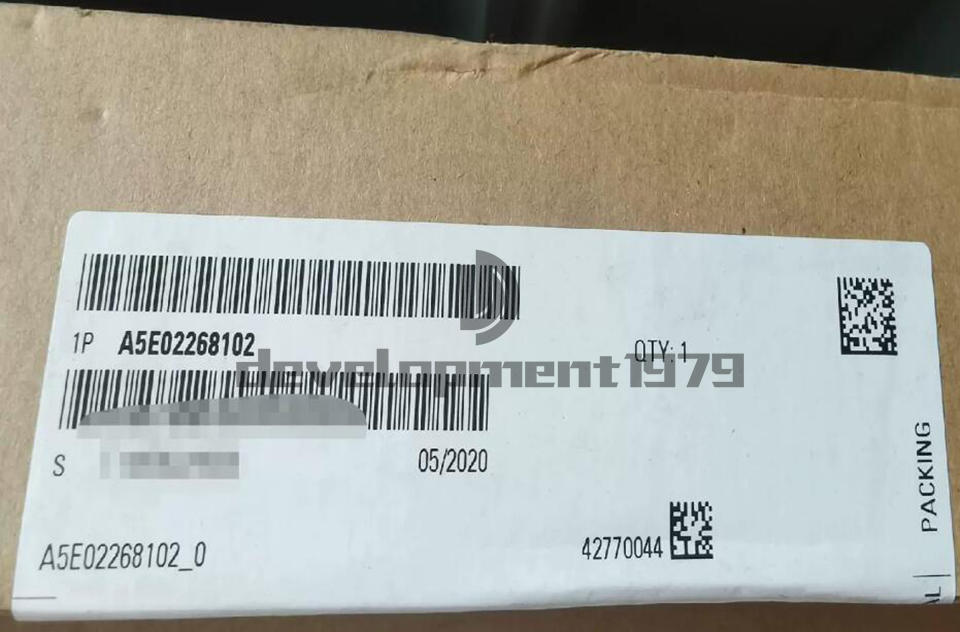 1P A5E02268102
QTY: 1
development1979
S
05/2020
A5E02268102_0
42770044
PACKING